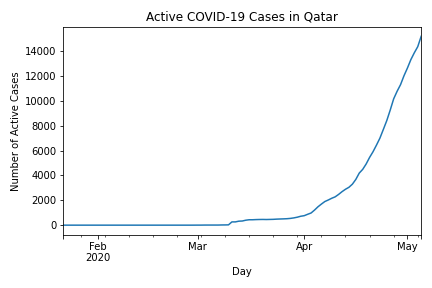 Active COVID-19 Cases in Qatar
14000
12000
10000
8000
6000
4000
2000
0
Number of Active Cases
Feb
2020
Mar
Apr
May
Day